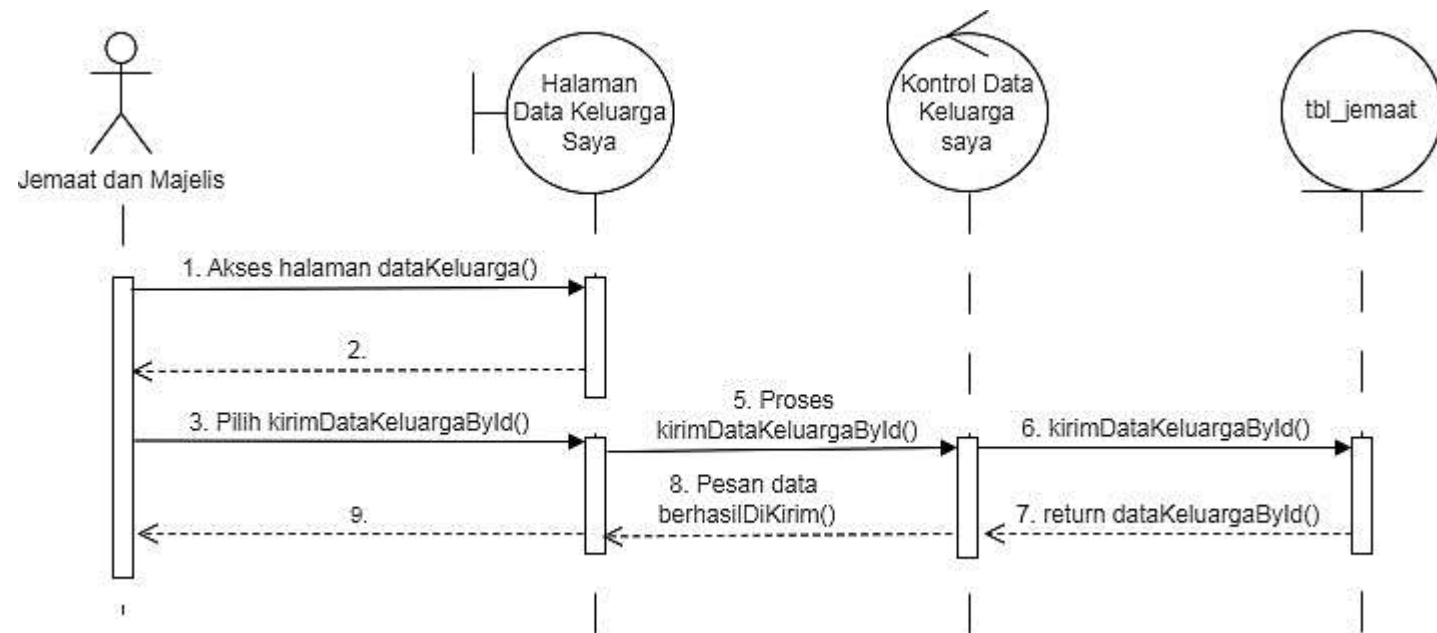 Halaman
Data Keluarga
Saya
Kontrol Data
Keluarga
saya
tbl_jemaat
Jemaat dan Majelis
1. Akses halaman dataKeluarga()
2.
3. Pilih kirimDataKeluargaById()
5. Proses
kirimDataKeluargaById()
6. kirimDataKeluargaById()
8. Pesan data
berhasilDiKirim()
7. return dataKeluargaById()
9.